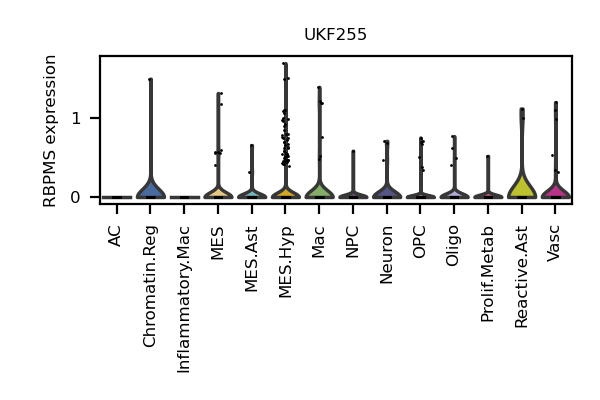 UKF255
RBPMS expression
1
0
AC
Chromatin.Reg
Inflammatory.Mac
MES
MES.Ast
MES.Hyp
Mac
NPC
Neuron
OPC
Oligo
Prolif.Metab
Reactive.Ast
Vasc